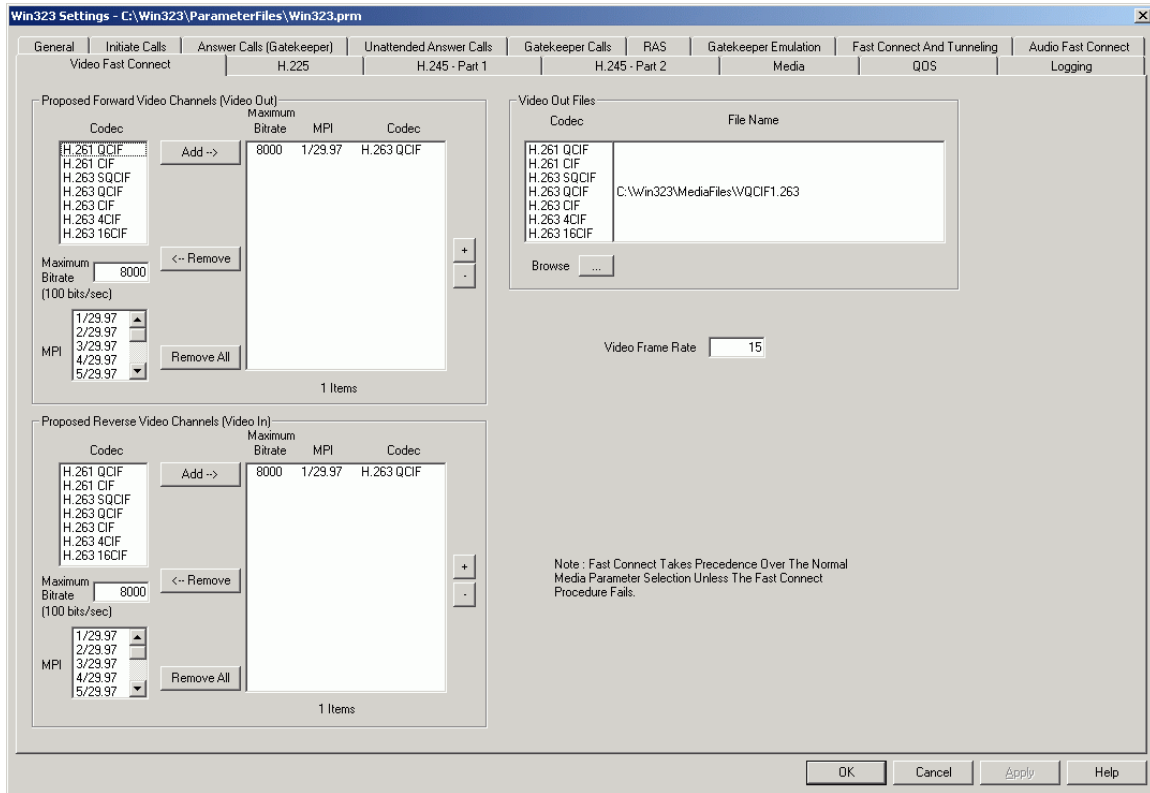 Win323 Settings - C:\Win323\ParameterFiles\Win323.prm
General Initiate Calls Answer Calls (Gatekeeper) Unattended Answer Calls Gatekeeper Calls RAS Gatekeeper Emulation Fast Connect And Tunneling Audio Fast Connect
Video Fast Connect H.225 H.245 - Part 1 H.245 - Part 2 Media QOS Logging
Proposed Forward Video Channels (Video Out)
Codec
Maximum Bitrate MPI Codec
H.261 QCIF
H.261 CIF
H.263 SQCIF
H.263 QCIF
H.263 CIF
H.263 4CIF
H.263 16CIF
Add -->
8000 1/29.97 H.263 QCIF
<-- Remove
+
-
Maximum
Bitrate 8000
(100 bits/sec)
MPI
1/29.97
2/29.97
3/29.97
4/29.97
5/29.97
Remove All
1 Items
Proposed Reverse Video Channels (Video In)
Codec
Maximum Bitrate MPI Codec
H.261 QCIF
H.261 CIF
H.263 SQCIF
H.263 QCIF
H.263 CIF
H.263 4CIF
H.263 16CIF
Add -->
8000 1/29.97 H.263 QCIF
<-- Remove
+
-
Maximum
Bitrate 8000
(100 bits/sec)
MPI
1/29.97
2/29.97
3/29.97
4/29.97
5/29.97
Remove All
1 Items
Video Out Files
Codec File Name
H.261 QCIF
H.261 CIF
H.263 SQCIF
H.263 QCIF C:\Win323\MediaFiles\VQCIF1.263
H.263 CIF
H.263 4CIF
H.263 16CIF
Browse ...
Video Frame Rate 15
Note : Fast Connect Takes Precedence Over The Normal
Media Parameter Selection Unless The Fast Connect
Procedure Fails.
OK Cancel Apply Help